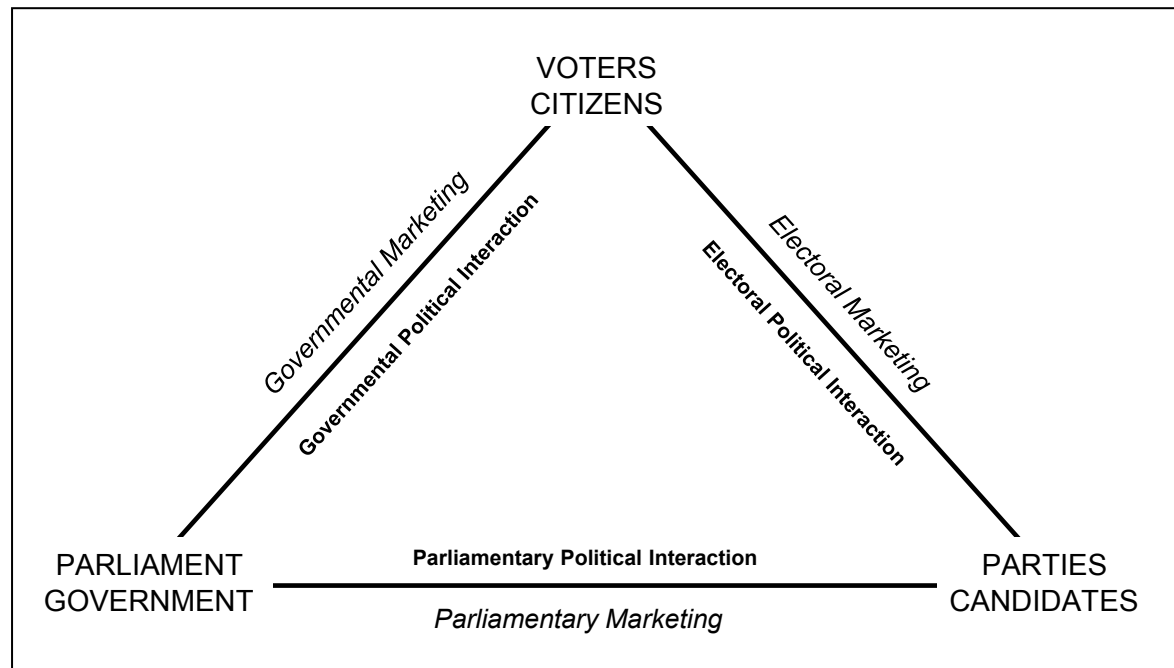 VOTERS
CITIZENS
Governmental Marketing
Governmental Political Interaction
Electoral Marketing
Electoral Political Interaction
PARLIAMENT
GOVERNMENT
Parliamentary Political Interaction
Parliamentary Marketing
PARTIES
CANDIDATES